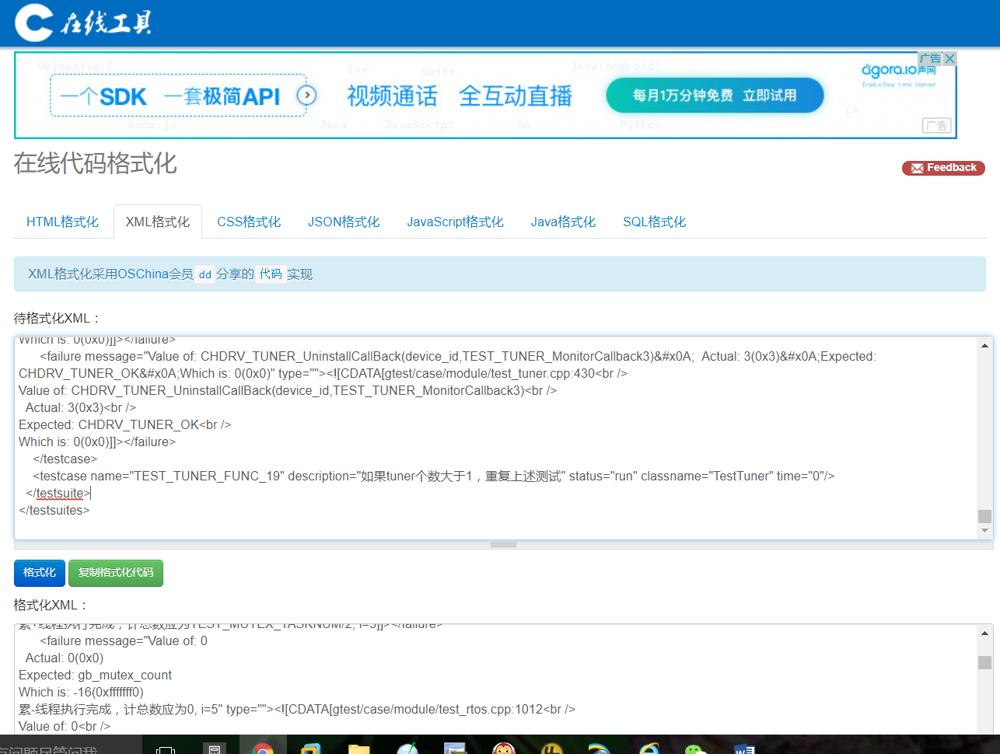 C 在线工具
Objective-C C++ Swift Java(Android)
广告
一个SDK 一套极简API 视频通话 全互动直播 每月1万分钟免费 立即试用
agora.io声网
C#
Node.js Java JavaScript Go Python
广告
在线代码格式化
Feedback
HTML格式化 XML格式化 CSS格式化 JSON格式化 JavaScript格式化 Java格式化 SQL格式化
XML格式化采用OSChina会员 dd 分享的 代码 实现
待格式化XML：
Which is: 0(0x0)]]></failure>
<failure message="Value of: CHDRV_TUNER_UninstallCallBack(device_id,TEST_TUNER_MonitorCallback3)&#x0A;  Actual: 3(0x3)&#x0A;Expected:
CHDRV_TUNER_OK&#x0A;Which is: 0(0x0)" type=""><![CDATA[gtest/case/module/test_tuner.cpp:430<br />
Value of: CHDRV_TUNER_UninstallCallBack(device_id,TEST_TUNER_MonitorCallback3)<br />
Actual: 3(0x3)<br />
Expected: CHDRV_TUNER_OK<br />
Which is: 0(0x0)]]></failure>
</testcase>
<testcase name="TEST_TUNER_FUNC_19" description="如果tuner个数大于1，重复上述测试" status="run" classname="TestTuner" time="0"/>
</testsuite>
</testsuites>
格式化 复制格式化代码
格式化XML：
累+线程执行完成，计总数应为TEST_MUTEX_TASKNUM/2, i=5]]></failure>
<failure message="Value of: 0
Actual: 0(0x0)
Expected: gb_mutex_count
Which is: -16(0xfffffff0)
累-线程执行完成，计总数应为0, i=5" type=""><![CDATA[gtest/case/module/test_rtos.cpp:1012<br />
Value of: 0<br />
有问题尽管问我